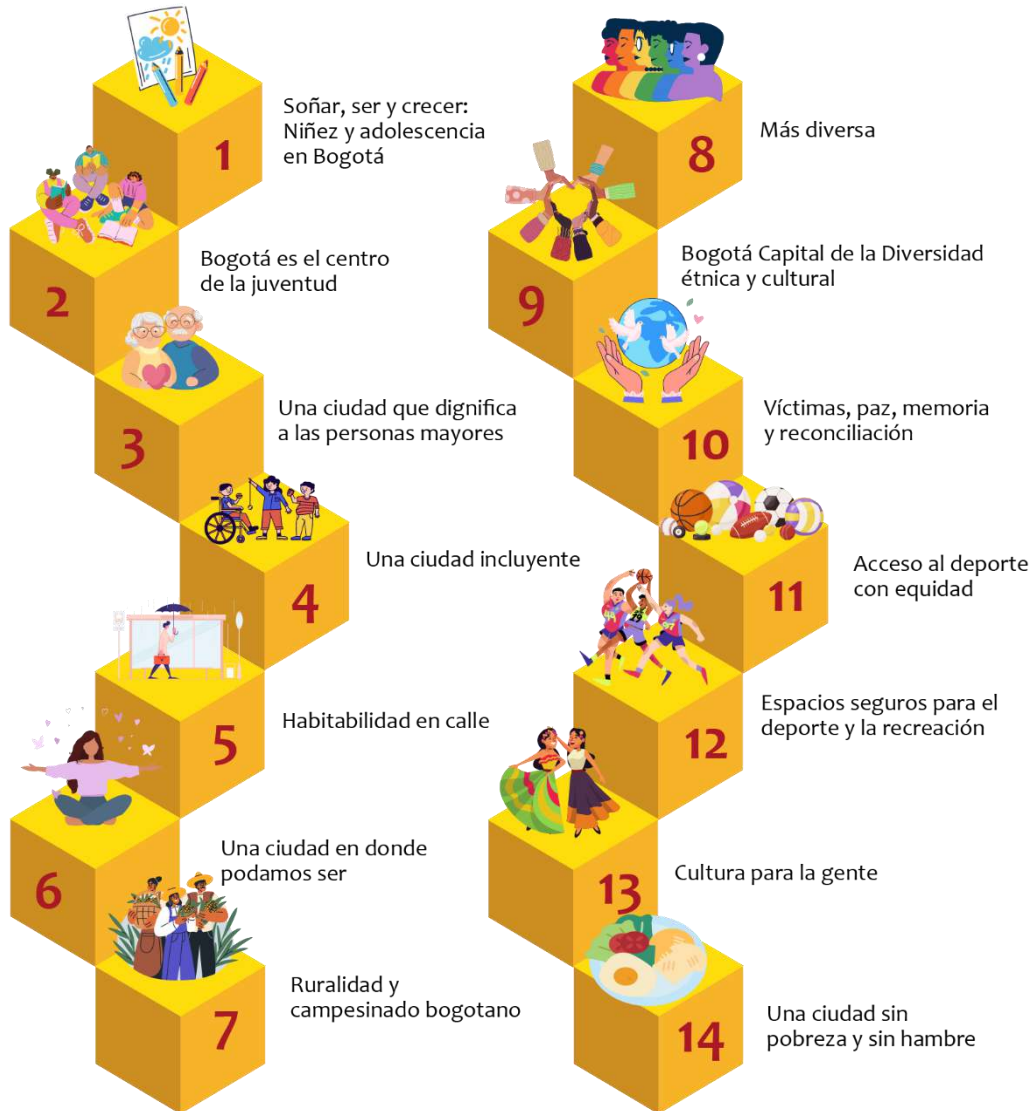 1
Soñar, ser y crecer:
Niñez y adolescencia
en Bogotá
2
Bogotá es el centro
de la juventud
3
Una ciudad que dignifica
a las personas mayores
4
Una ciudad incluyente
5
Habitabilidad en calle
6
Una ciudad en donde
podamos ser
7
Ruralidad y
campesinado bogotano
8
Más diversa
9
Bogotá Capital de la Diversidad
étnica y cultural
10
Víctimas, paz, memoria
y reconciliación
11
Acceso al deporte
con equidad
12
Espacios seguros para el
deporte y la recreación
13
Cultura para la gente
14
Una ciudad sin
pobreza y sin hambre